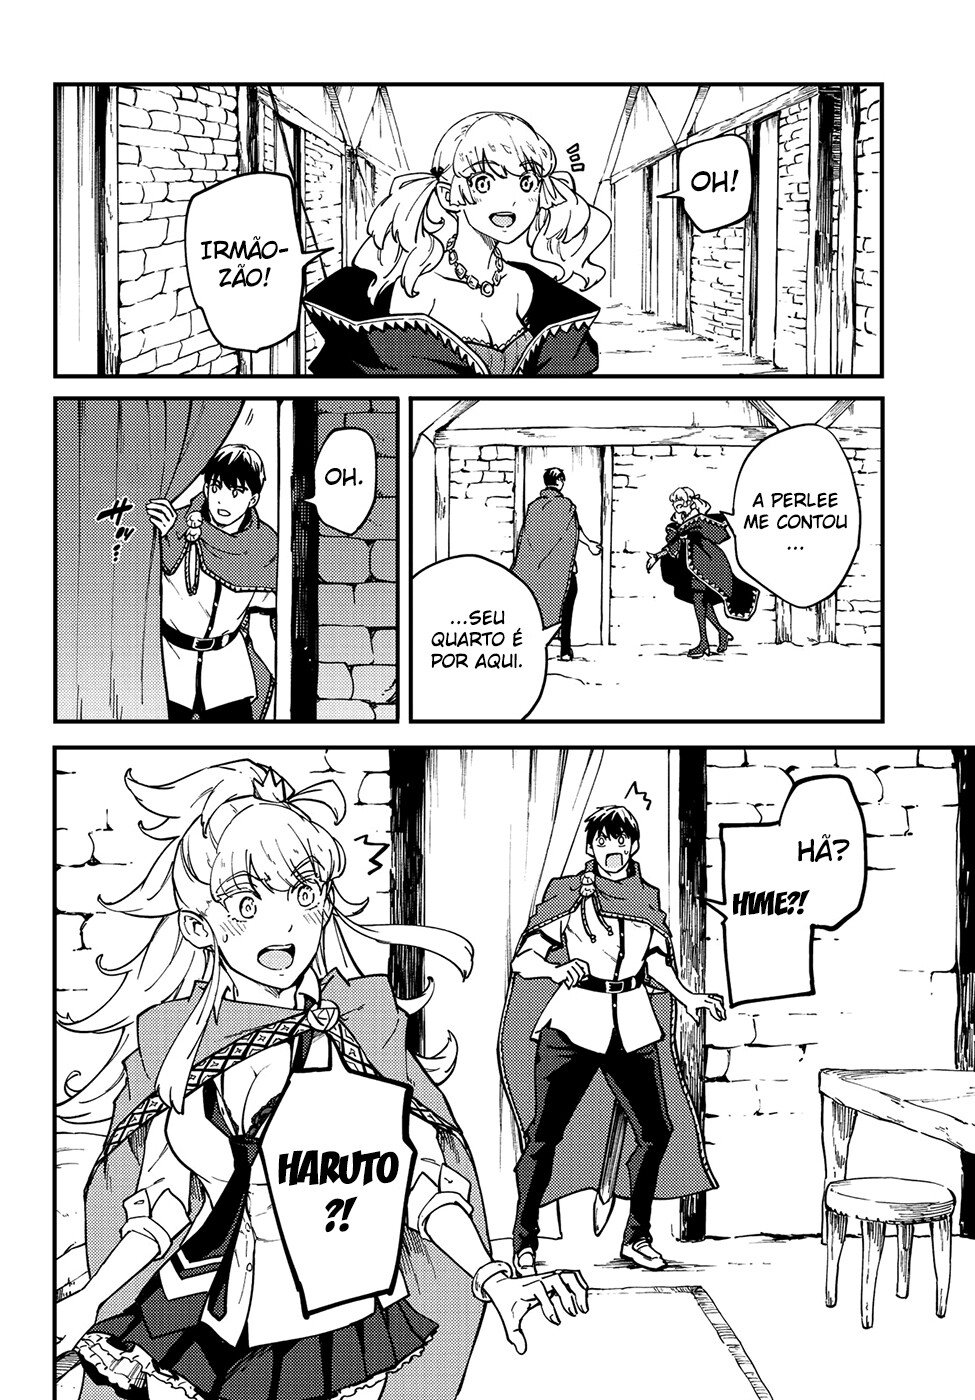 OH!
IRMÃO-
ZÃO!
A PERLEE
ME CONTOU
...
...SEU
QUARTO É
POR AQUI.
OH.
HÃ?
HIME?!
HARUTO
?!